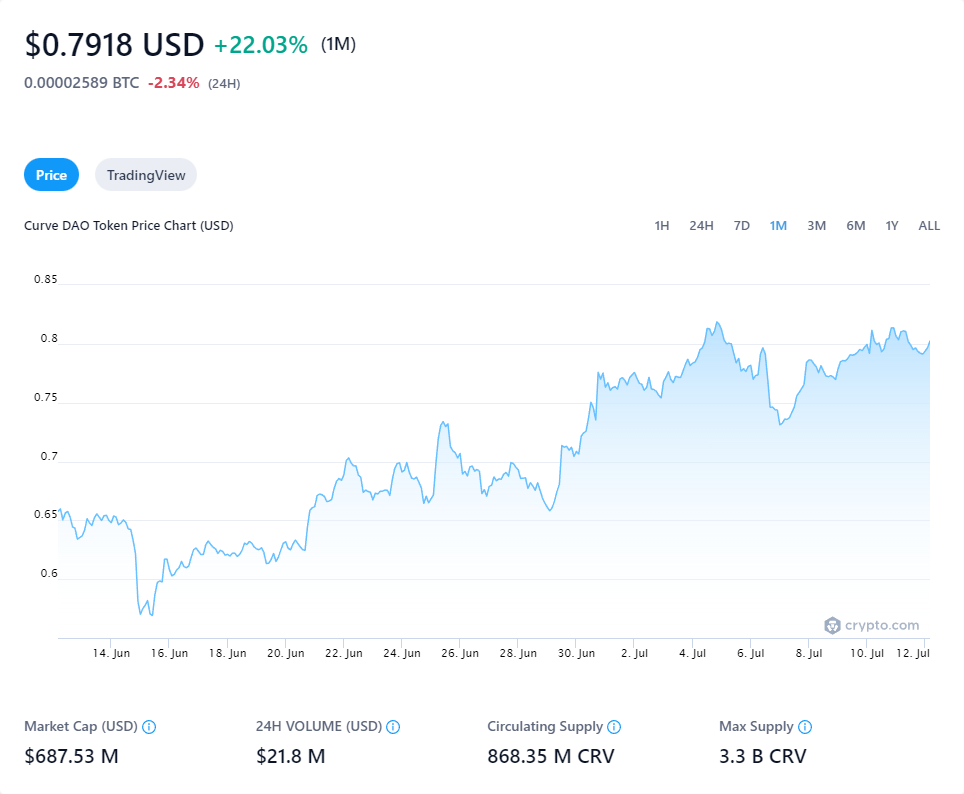 $0.7918 USD +22.03% (1M)
0.00002589 BTC -2.34% (24H)
Price TradingView
Curve DAO Token Price Chart (USD) 1H 24H 7D 1M 3M 6M 1Y ALL
0.85
0.8
0.75
0.7
0.65
0.6
crypto.com
14. Jun 16. Jun 18. Jun 20. Jun 22. Jun 24. Jun 26. Jun 28. Jun 30. Jun 2. Jul 4. Jul 6. Jul 8. Jul 10. Jul 12. Jul
Market Cap (USD) 24H VOLUME (USD) Circulating Supply Max Supply
$687.53 M $21.8 M 868.35 M CRV 3.3 B CRV